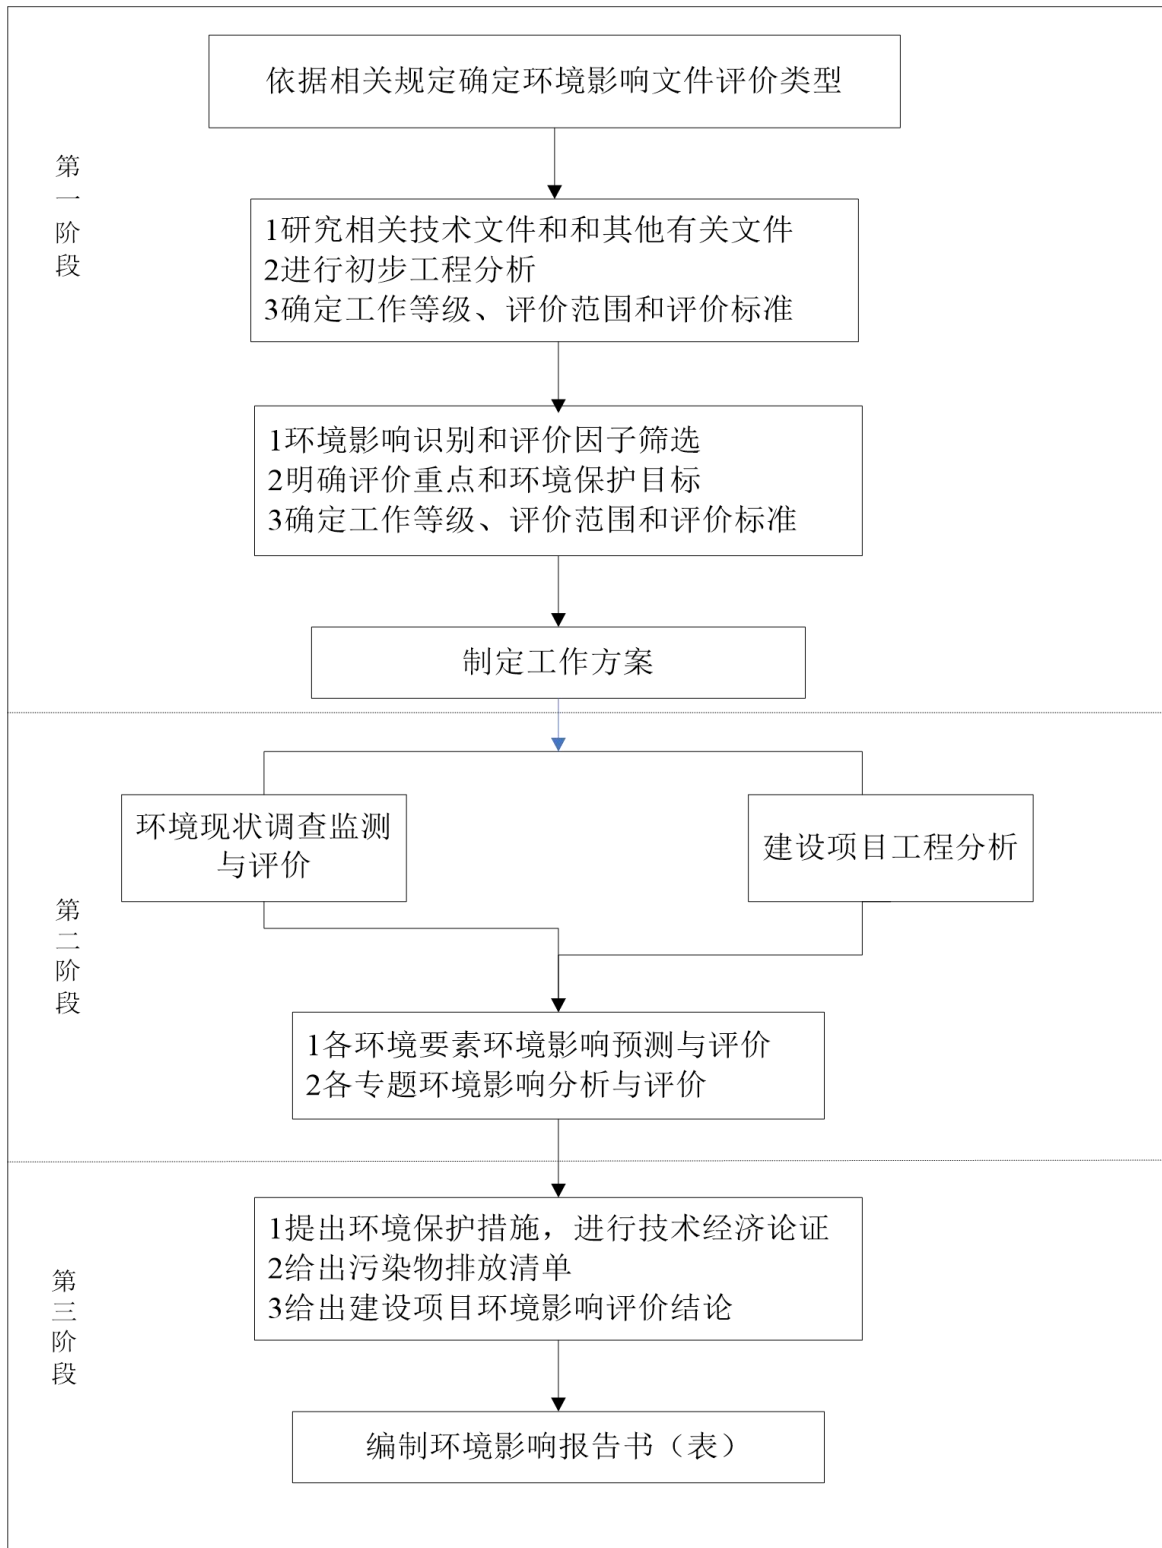 依据相关规定确定环境影响文件评价类型
第一阶段
1研究相关技术文件和和其他有关文件
2进行初步工程分析
3确定工作等级、评价范围和评价标准
1环境影响识别和评价因子筛选
2明确评价重点和环境保护目标
3确定工作等级、评价范围和评价标准
制定工作方案
第二阶段
环境现状调查监测
与评价
建设项目工程分析
1各环境要素环境影响预测与评价
2各专题环境影响分析与评价
第三阶段
1提出环境保护措施，进行技术经济论证
2给出污染物排放清单
3给出建设项目环境影响评价结论
编制环境影响报告书（表）